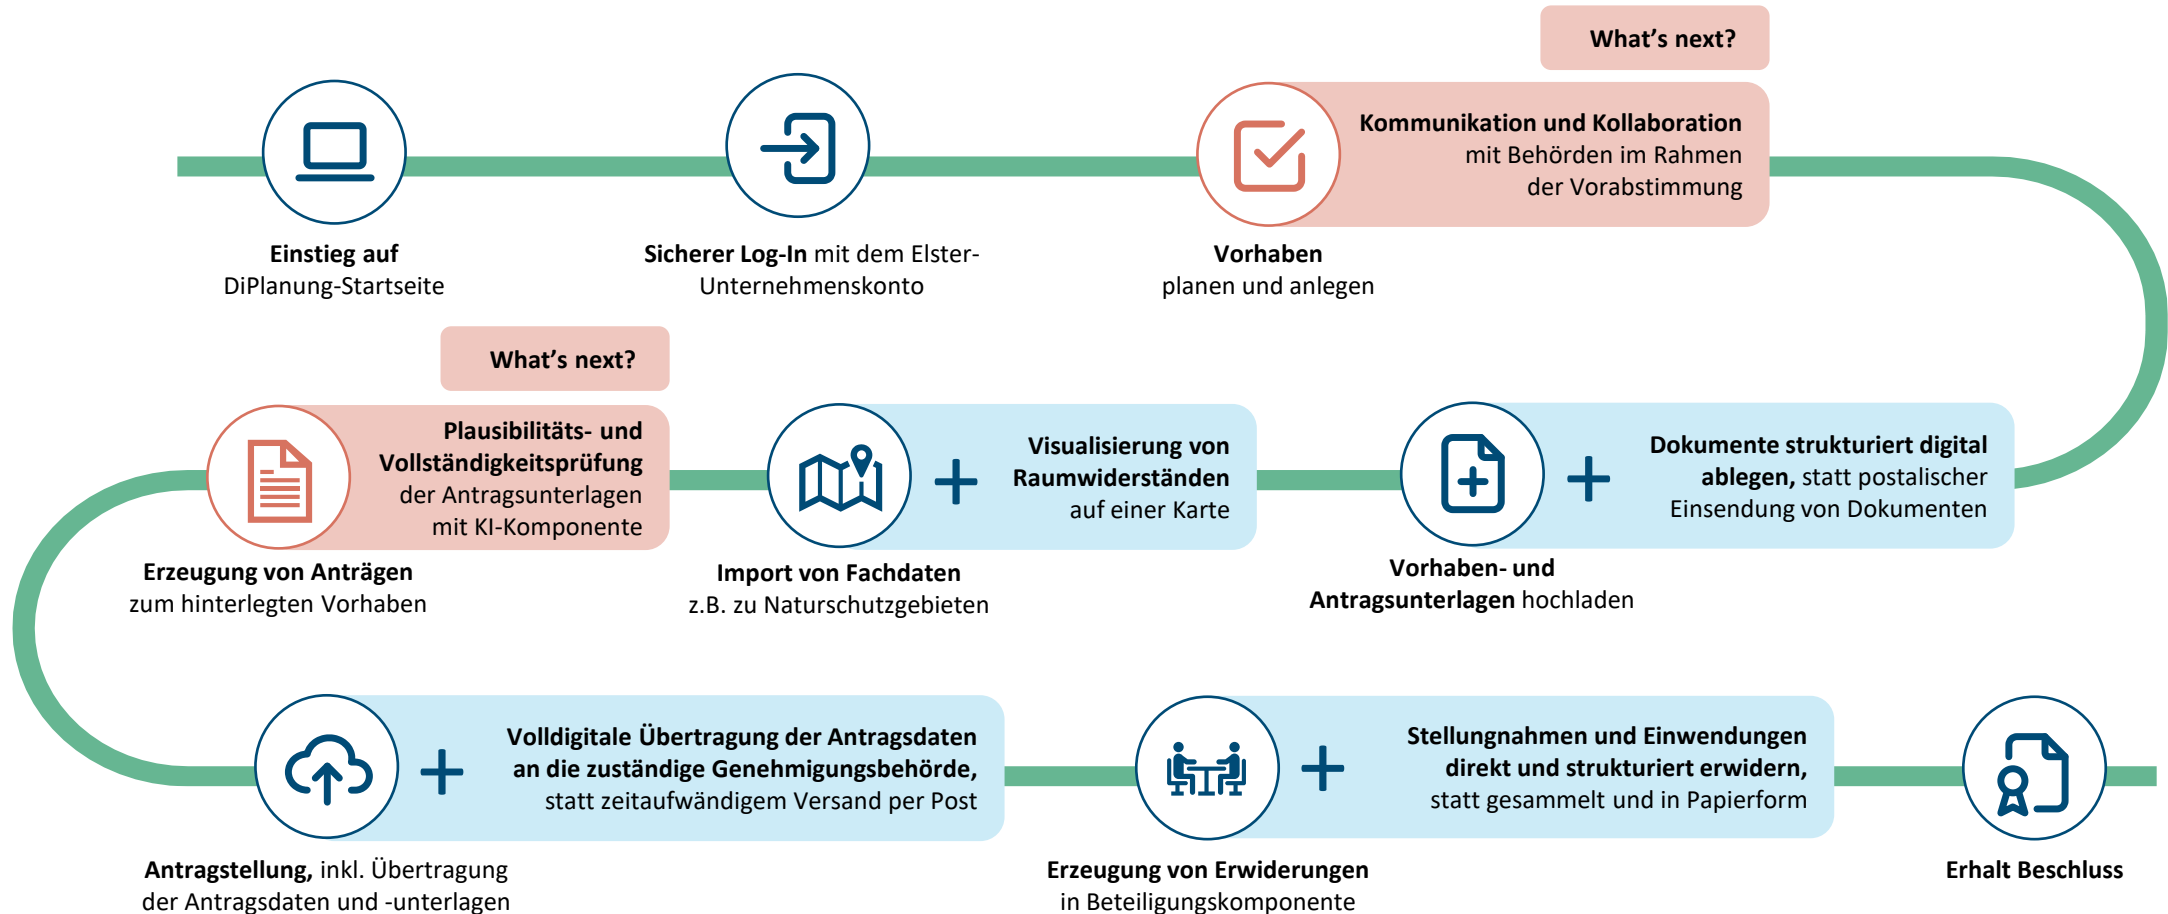 What's next?
Kommunikation und Kollaboration
mit Behörden im Rahmen
der Vorabstimmung
Einstieg auf
DiPlanung-Startseite
Sicherer Log-In mit dem Elster-
Unternehmenskonto
Vorhaben
planen und anlegen
What's next?
Plausibilitäts- und
Vollständigkeitsprüfung
der Antragsunterlagen
mit KI-Komponente
Erzeugung von Anträgen
zum hinterlegten Vorhaben
Visualisierung von
Raumwiderständen
auf einer Karte
Import von Fachdaten
z.B. zu Naturschutzgebieten
Dokumente strukturiert digital
ablegen, statt postalischer
Einsendung von Dokumenten
Vorhaben- und
Antragsunterlagen hochladen
Volldigitale Übertragung der Antragsdaten
an die zuständige Genehmigungsbehörde,
statt zeitaufwändigem Versand per Post
Antragstellung, inkl. Übertragung
der Antragsdaten und -unterlagen
Stellungnahmen und Einwendungen
direkt und strukturiert erwidern,
statt gesammelt und in Papierform
Erzeugung von Erwiderungen
in Beteiligungskomponente
Erhalt Beschluss